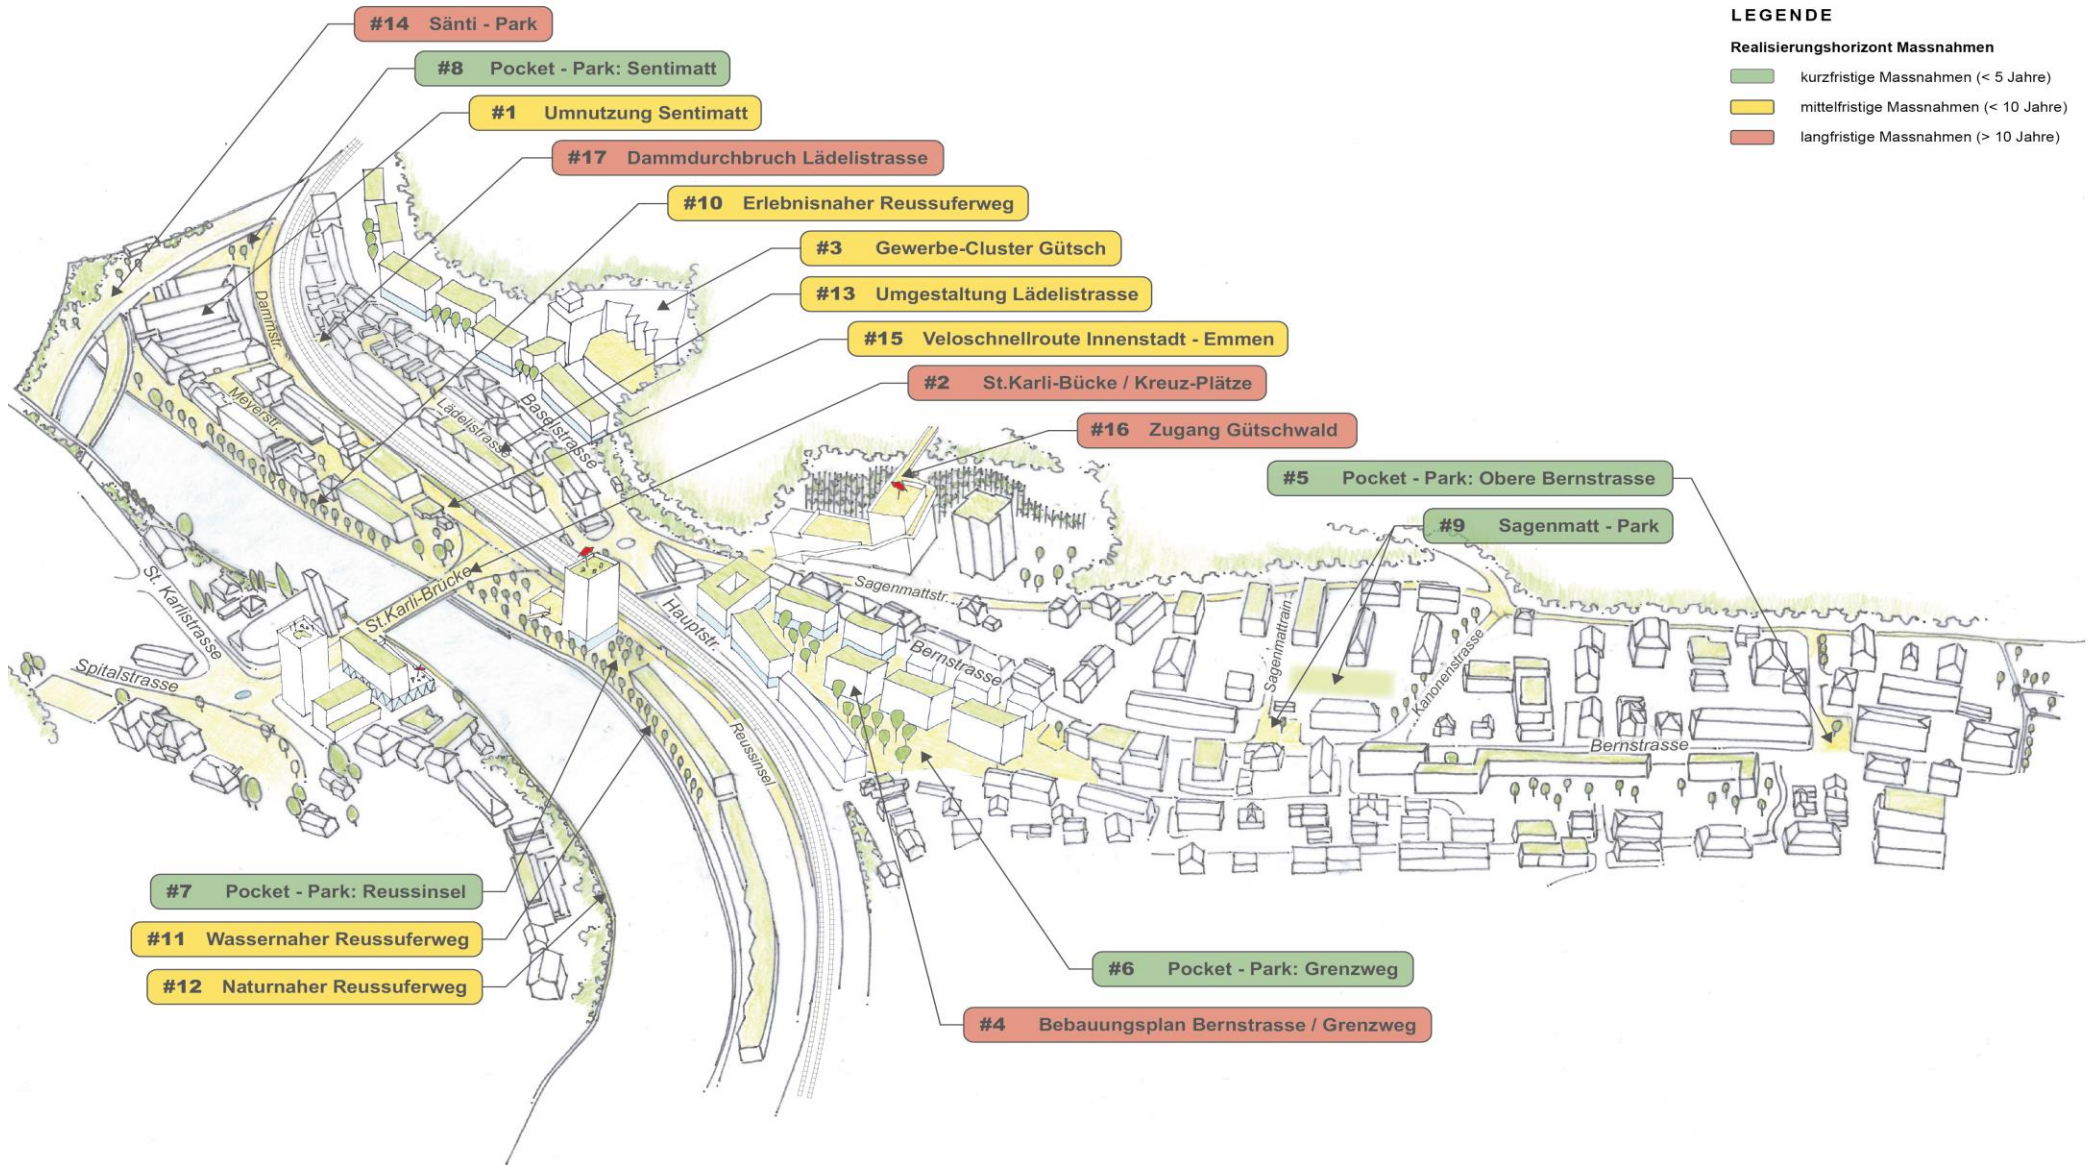 LEGENDE
Realisierungshorizont Massnahmen
kurzfristige Massnahmen (< 5 Jahre)
mittelfristige Massnahmen (< 10 Jahre)
langfristige Massnahmen (> 10 Jahre)
#14 Sänti - Park
#8 Pocket - Park: Sentimatt
#1 Umnutzung Sentimatt
#17 Dammdurchbruch Lädelistrasse
#10 Erlebnisnaher Reussuferweg
#3 Gewerbe-Cluster Gütsch
#13 Umgestaltung Lädelistrasse
#15 Veloschnellroute Innenstadt - Emmen
#2 St.Karli-Bücke / Kreuz-Plätze
#16 Zugang Gütschwald
#5 Pocket - Park: Obere Bernstrasse
#9 Sagenmatt - Park
Dammstr.
Meyerstr.
Lädelistrasse
Baselstrasse
St. Karlistrasse
St.Karli-Brücke
Spitalstrasse
Hauptstr.
Sagenmattstr.
Bernstrasse
Sagenmattrain
Kanonenstrasse
Bernstrasse
Reussinsel
#7 Pocket - Park: Reussinsel
#11 Wassernaher Reussuferweg
#12 Naturnaher Reussuferweg
#6 Pocket - Park: Grenzweg
#4 Bebauungsplan Bernstrasse / Grenzweg